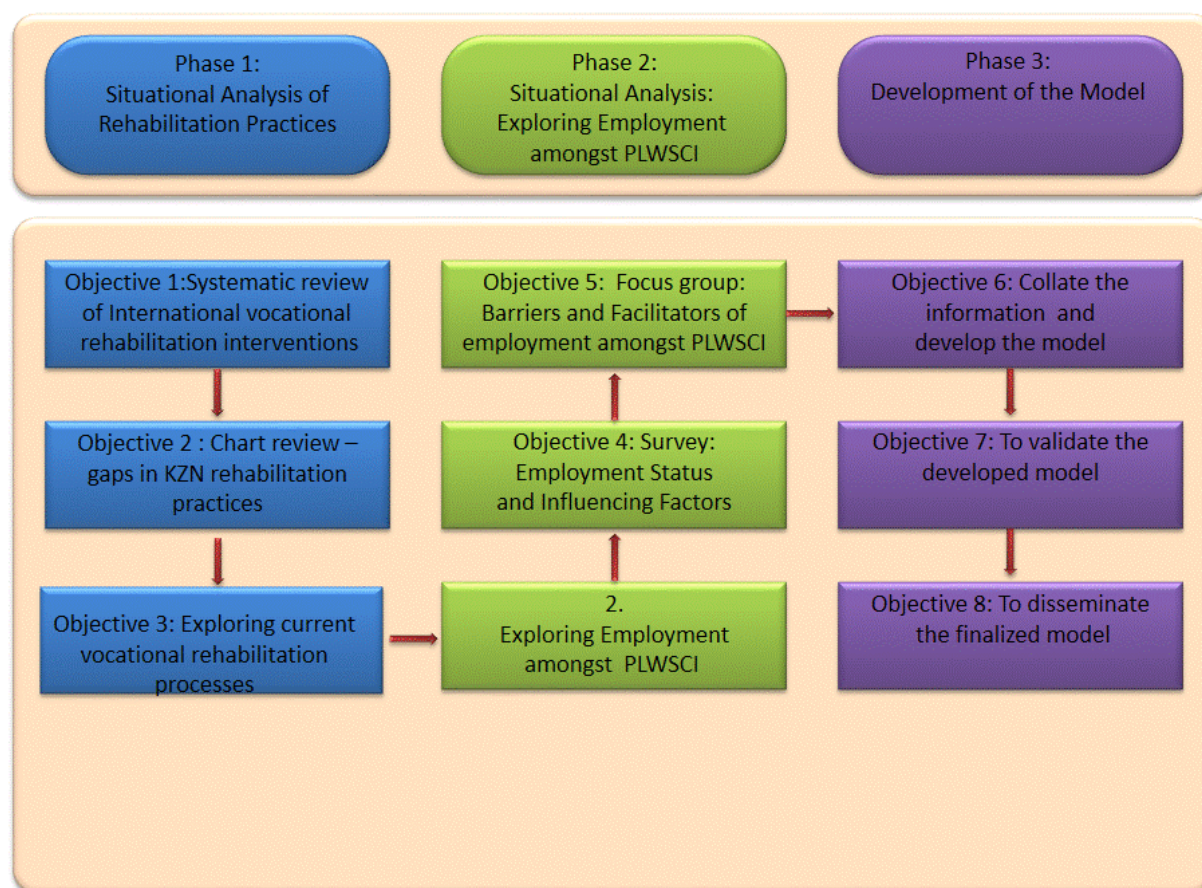 Phase 1:
Situational Analysis of
Rehabilitation Practices
Phase 2:
Situational Analysis:
Exploring Employment
amongst PLWSCI
Phase 3:
Development of the Model
Objective 1:Systematic review
of International vocational
rehabilitation interventions
Objective 2 : Chart review –
gaps in KZN rehabilitation
practices
Objective 3: Exploring current
vocational rehabilitation
processes
Objective 5: Focus group:
Barriers and Facilitators of
employment amongst PLWSCI
Objective 4: Survey:
Employment Status
and Influencing Factors
2.
Exploring Employment
amongst PLWSCI
Objective 6: Collate the
information and
develop the model
Objective 7: To validate the
developed model
Objective 8: To disseminate
the finalized model